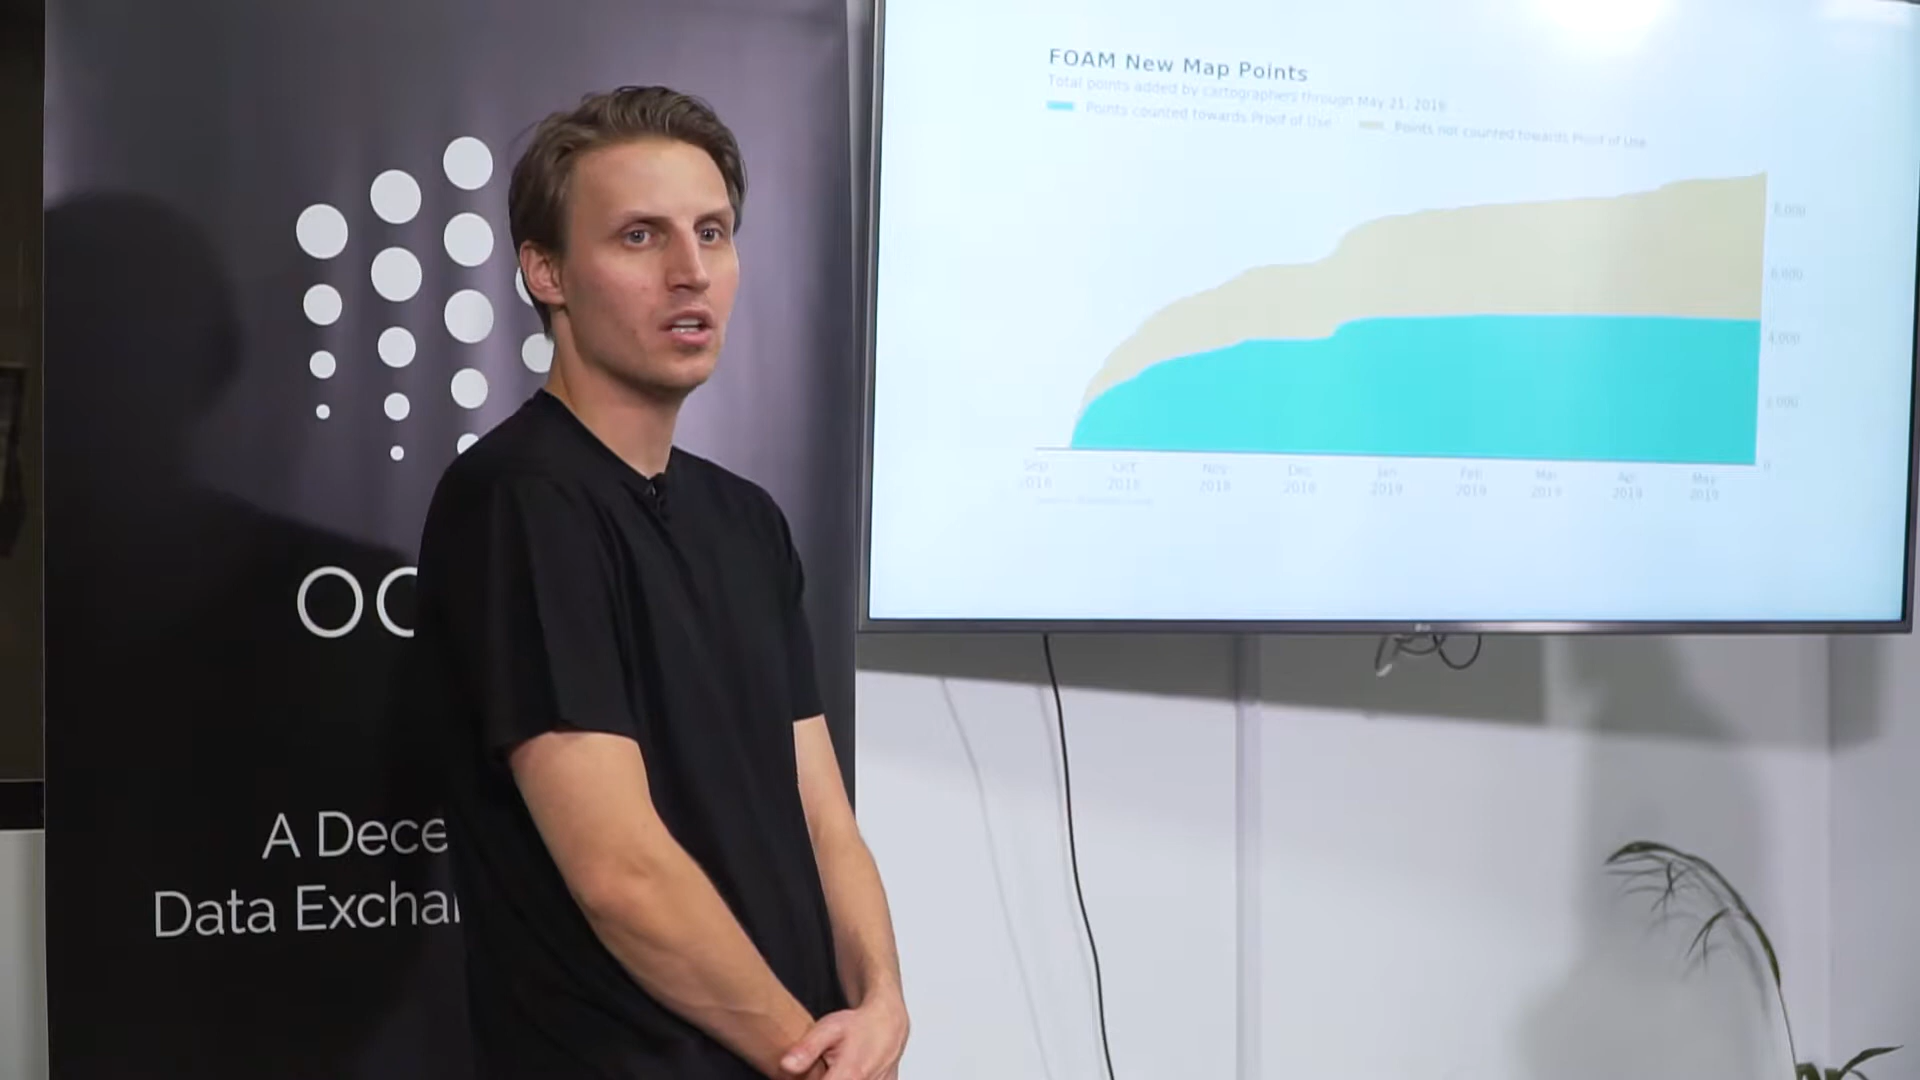 OC
A Dece
Data Exchan
FOAM New Map Points
Total points added by cartographers through May 21, 2019
Points counted towards Proof of Use
Points not counted towards Proof of Use
8,000
6,000
4,000
2,000
0
Sep Oct Nov Dec Jan Feb Mar Apr May
2018 2018 2018 2018 2019 2019 2019 2019 2019